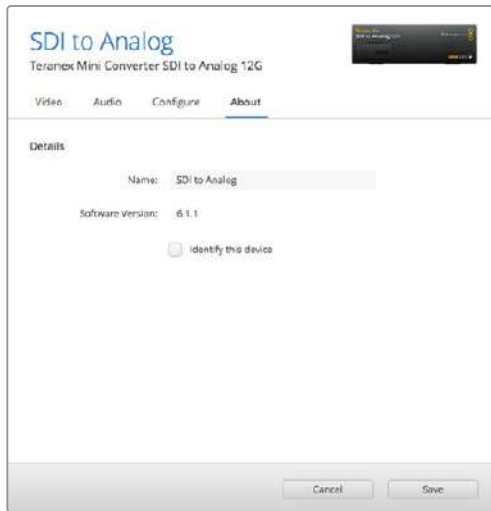 SDI to Analog
Teranex Mini Converter SDI to Analog 12G
Video Audio Configure About
Details
Name: SDI to Analog
Software Version: 6.1.1
Identify this device
Cancel Save